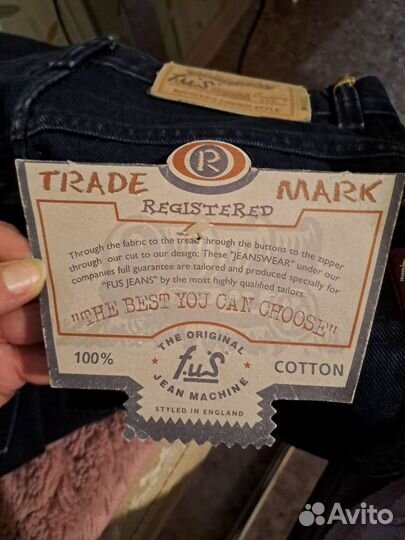 f.u.S
AUTHENTIC
R
TRADE MARK
REGISTERED
Through the fabric to the tread through the buttons to the zipper
through our cut to our design; These "JEANSWEAR" under our
companies full guarantee are tailored and produced specially for
"FUS JEANS" by the most highly qualified tailors.
"THE BEST YOU CAN CHOOSE"
100% COTTON
THE ORIGINAL
f.u.S
JEAN MACHINE
STYLED IN ENGLAND
Avito